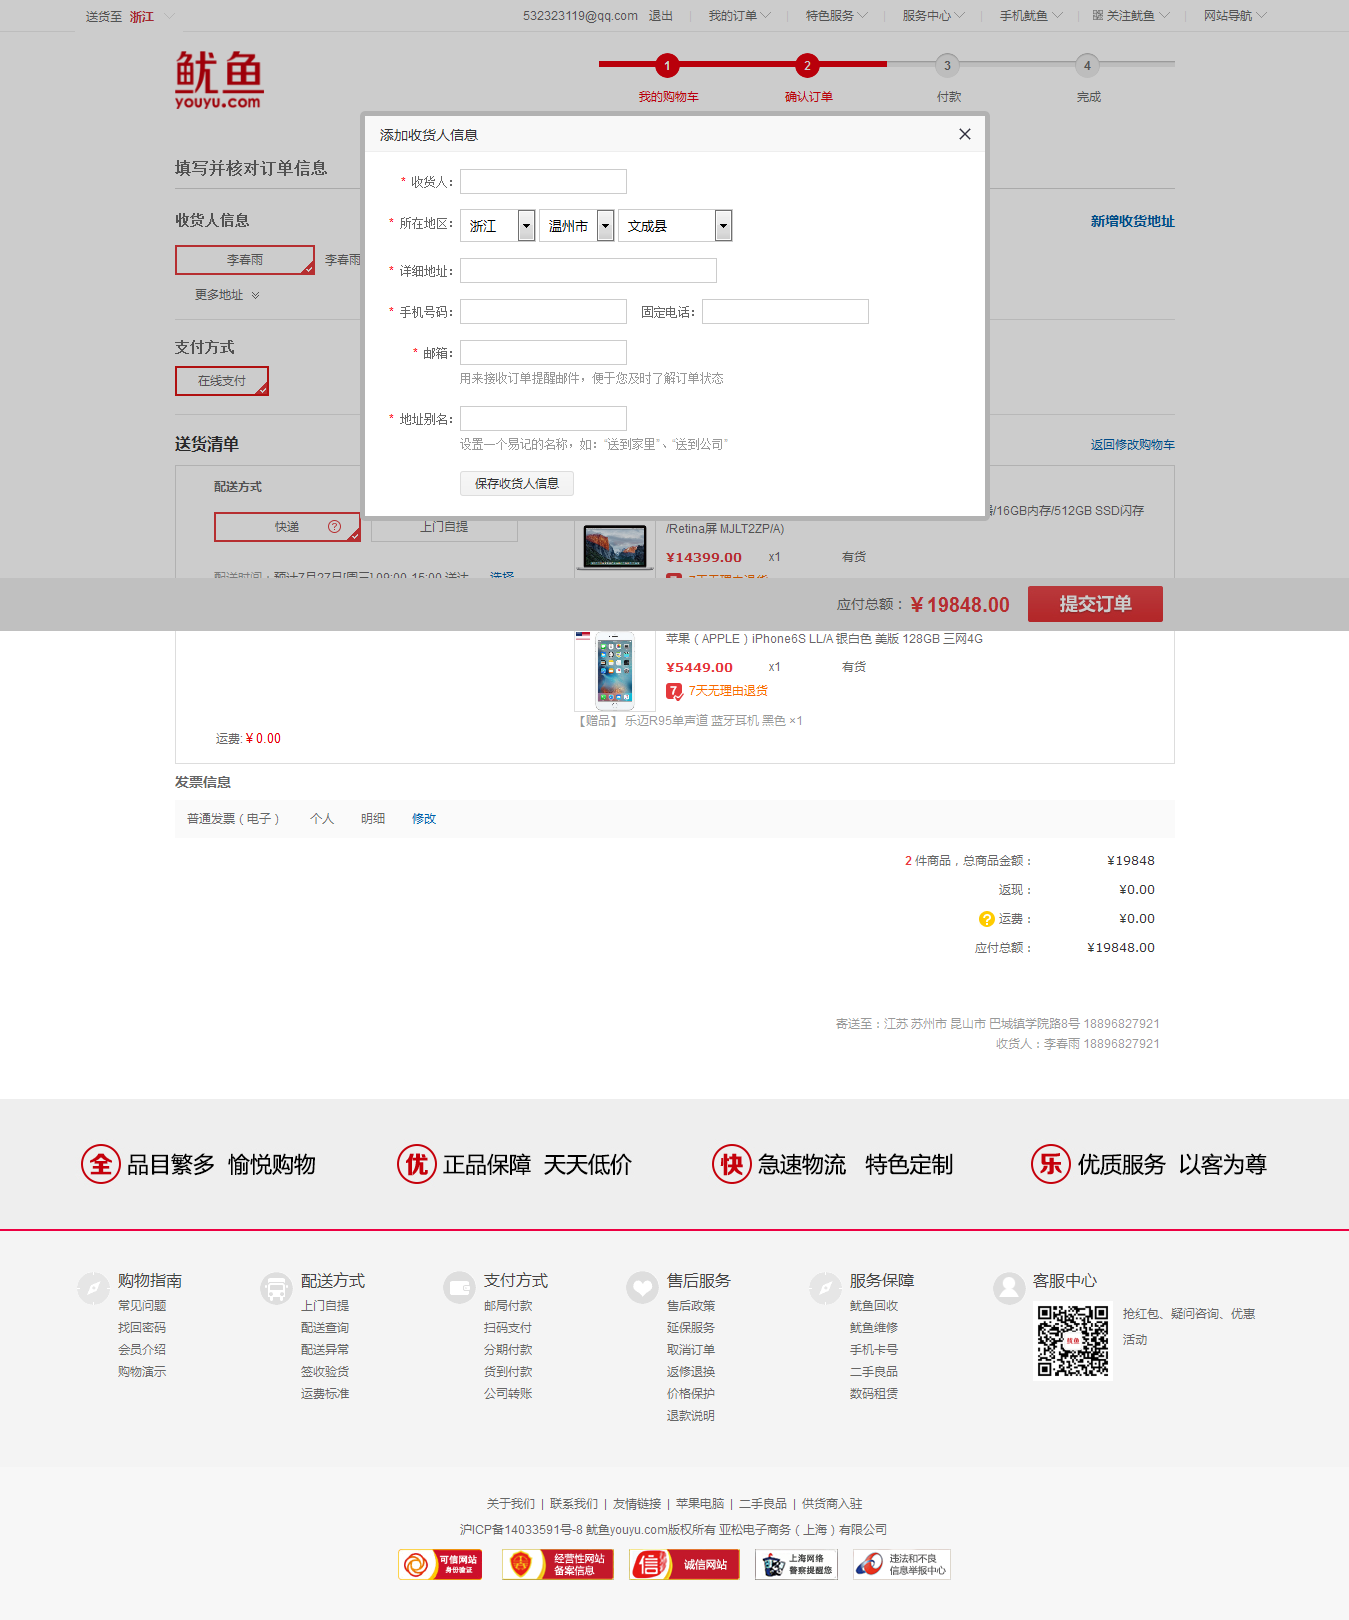 送货至 浙江
532323119@qq.com 退出 我的订单 特色服务 服务中心 手机鱿鱼 关注鱿鱼 网站导航
鱿鱼
youyu.com
1 2 3 4
我的购物车 确认订单 付款 完成
添加收货人信息
填写并核对订单信息
收货人信息
新增收货地址
李春雨 李春雨
更多地址
支付方式
在线支付
* 收货人：
* 所在地区： 浙江 温州市 文成县
* 详细地址：
* 手机号码： 固定电话：
* 邮箱：
用来接收订单提醒邮件，便于您及时了解订单状态
* 地址别名：
设置一个易记的名称，如：“送到家里”、“送到公司”
保存收货人信息
送货清单
返回修改购物车
配送方式
快递 ? 上门自提
/16GB内存/512GB SSD闪存
/Retina屏 MJLT2ZP/A)
¥14399.00 x1 有货
配送时间：预计7月27日[周三] 09:00-15:00 送达 选择
7天无理由退货
应付总额： ¥19848.00 提交订单
苹果（APPLE）iPhone6S LL/A 银白色 美版 128GB 三网4G
¥5449.00 x1 有货
7 7天无理由退货
【赠品】 乐迈R95单声道 蓝牙耳机 黑色 ×1
运费: ¥ 0.00
发票信息
普通发票（电子） 个人 明细 修改
2 件商品，总商品金额： ¥19848
返现： ¥0.00
? 运费： ¥0.00
应付总额： ¥19848.00
寄送至：江苏 苏州市 昆山市 巴城镇学院路8号 18896827921
收货人：李春雨 18896827921
全 品目繁多 愉悦购物
优 正品保障 天天低价
快 急速物流 特色定制
乐 优质服务 以客为尊
购物指南
常见问题
找回密码
会员介绍
购物演示
配送方式
上门自提
配送查询
配送异常
签收验货
运费标准
支付方式
邮局付款
扫码支付
分期付款
货到付款
公司转账
售后服务
售后政策
延保服务
取消订单
返修退换
价格保护
退款说明
服务保障
鱿鱼回收
鱿鱼维修
手机卡号
二手良品
数码租赁
客服中心
鱿鱼
抢红包、疑问咨询、优惠
活动
关于我们 | 联系我们 | 友情链接 | 苹果电脑 | 二手良品 | 供货商入驻
沪ICP备14033591号-8 鱿鱼youyu.com版权所有 亚松电子商务（上海）有限公司
可信网站
身份验证
经营性网站
备案信息
信 诚信网站
上海网络
警察提醒您
违法和不良
信息举报中心